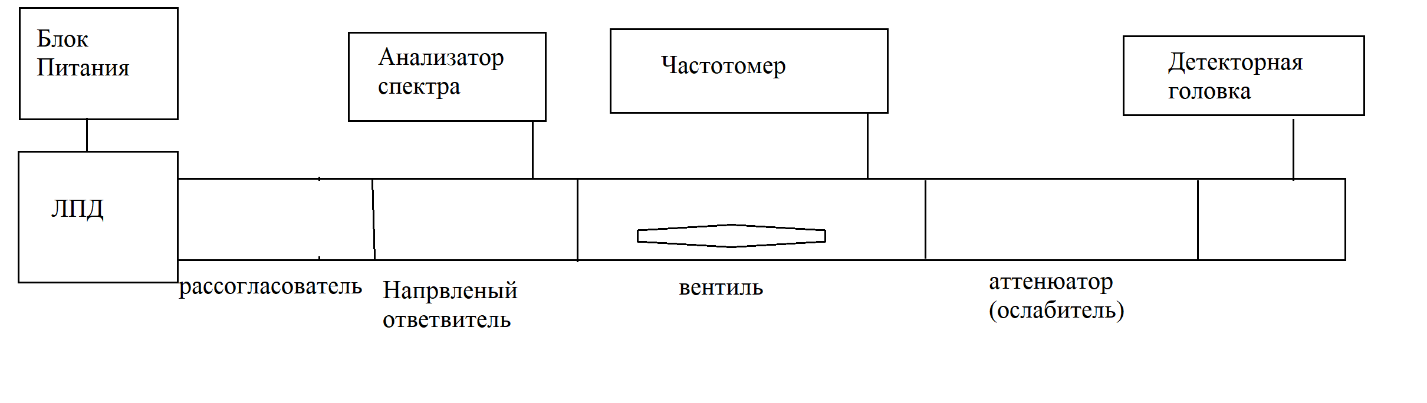 Блок
Питания
Анализатор
спектра
Частотомер
Детекторная
головка
ЛПД
рассогласователь
Напрвленый
ответвитель
вентиль
аттенюатор
(ослабитель)